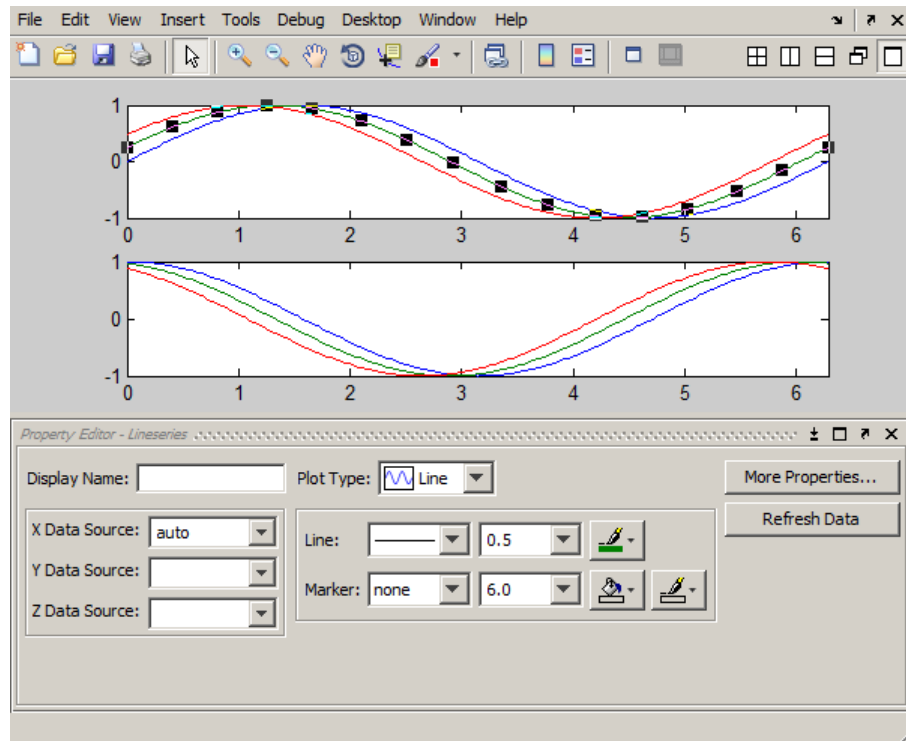 File Edit View Insert Tools Debug Desktop Window Help
1
0
-1
0 1 2 3 4 5 6
1
0
-1
0 1 2 3 4 5 6
Property Editor - Lineseries
Display Name: Plot Type: Line More Properties...
X Data Source: auto Line: 0.5 Refresh Data
Y Data Source:
Marker: none 6.0
Z Data Source: